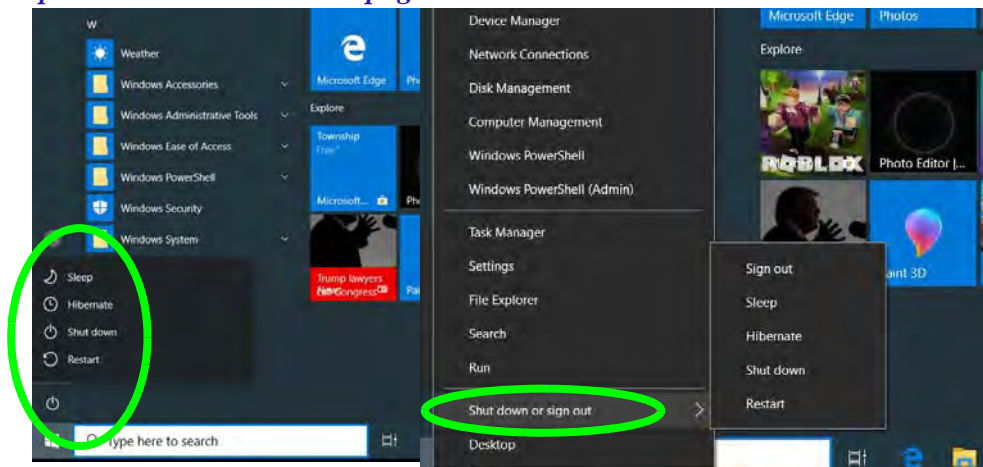 W
Weather
Windows Accessories
Windows Administrative Tools
Windows Ease of Access
Windows PowerShell
Windows Security
Windows System
Sleep
Hibernate
Shut down
Restart
Type here to search
Microsoft Edge
Explore
Township
Free*
Microsoft...
Trump lawyers
Congress
Device Manager
Network Connections
Disk Management
Computer Management
Windows PowerShell
Windows PowerShell (Admin)
Task Manager
Settings
File Explorer
Search
Run
Shut down or sign out
Desktop
Sign out
Sleep
Hibernate
Shut down
Restart
Microsoft Edge
Photos
Explore
ROBLOX
Photo Editor |...
Paint 3D